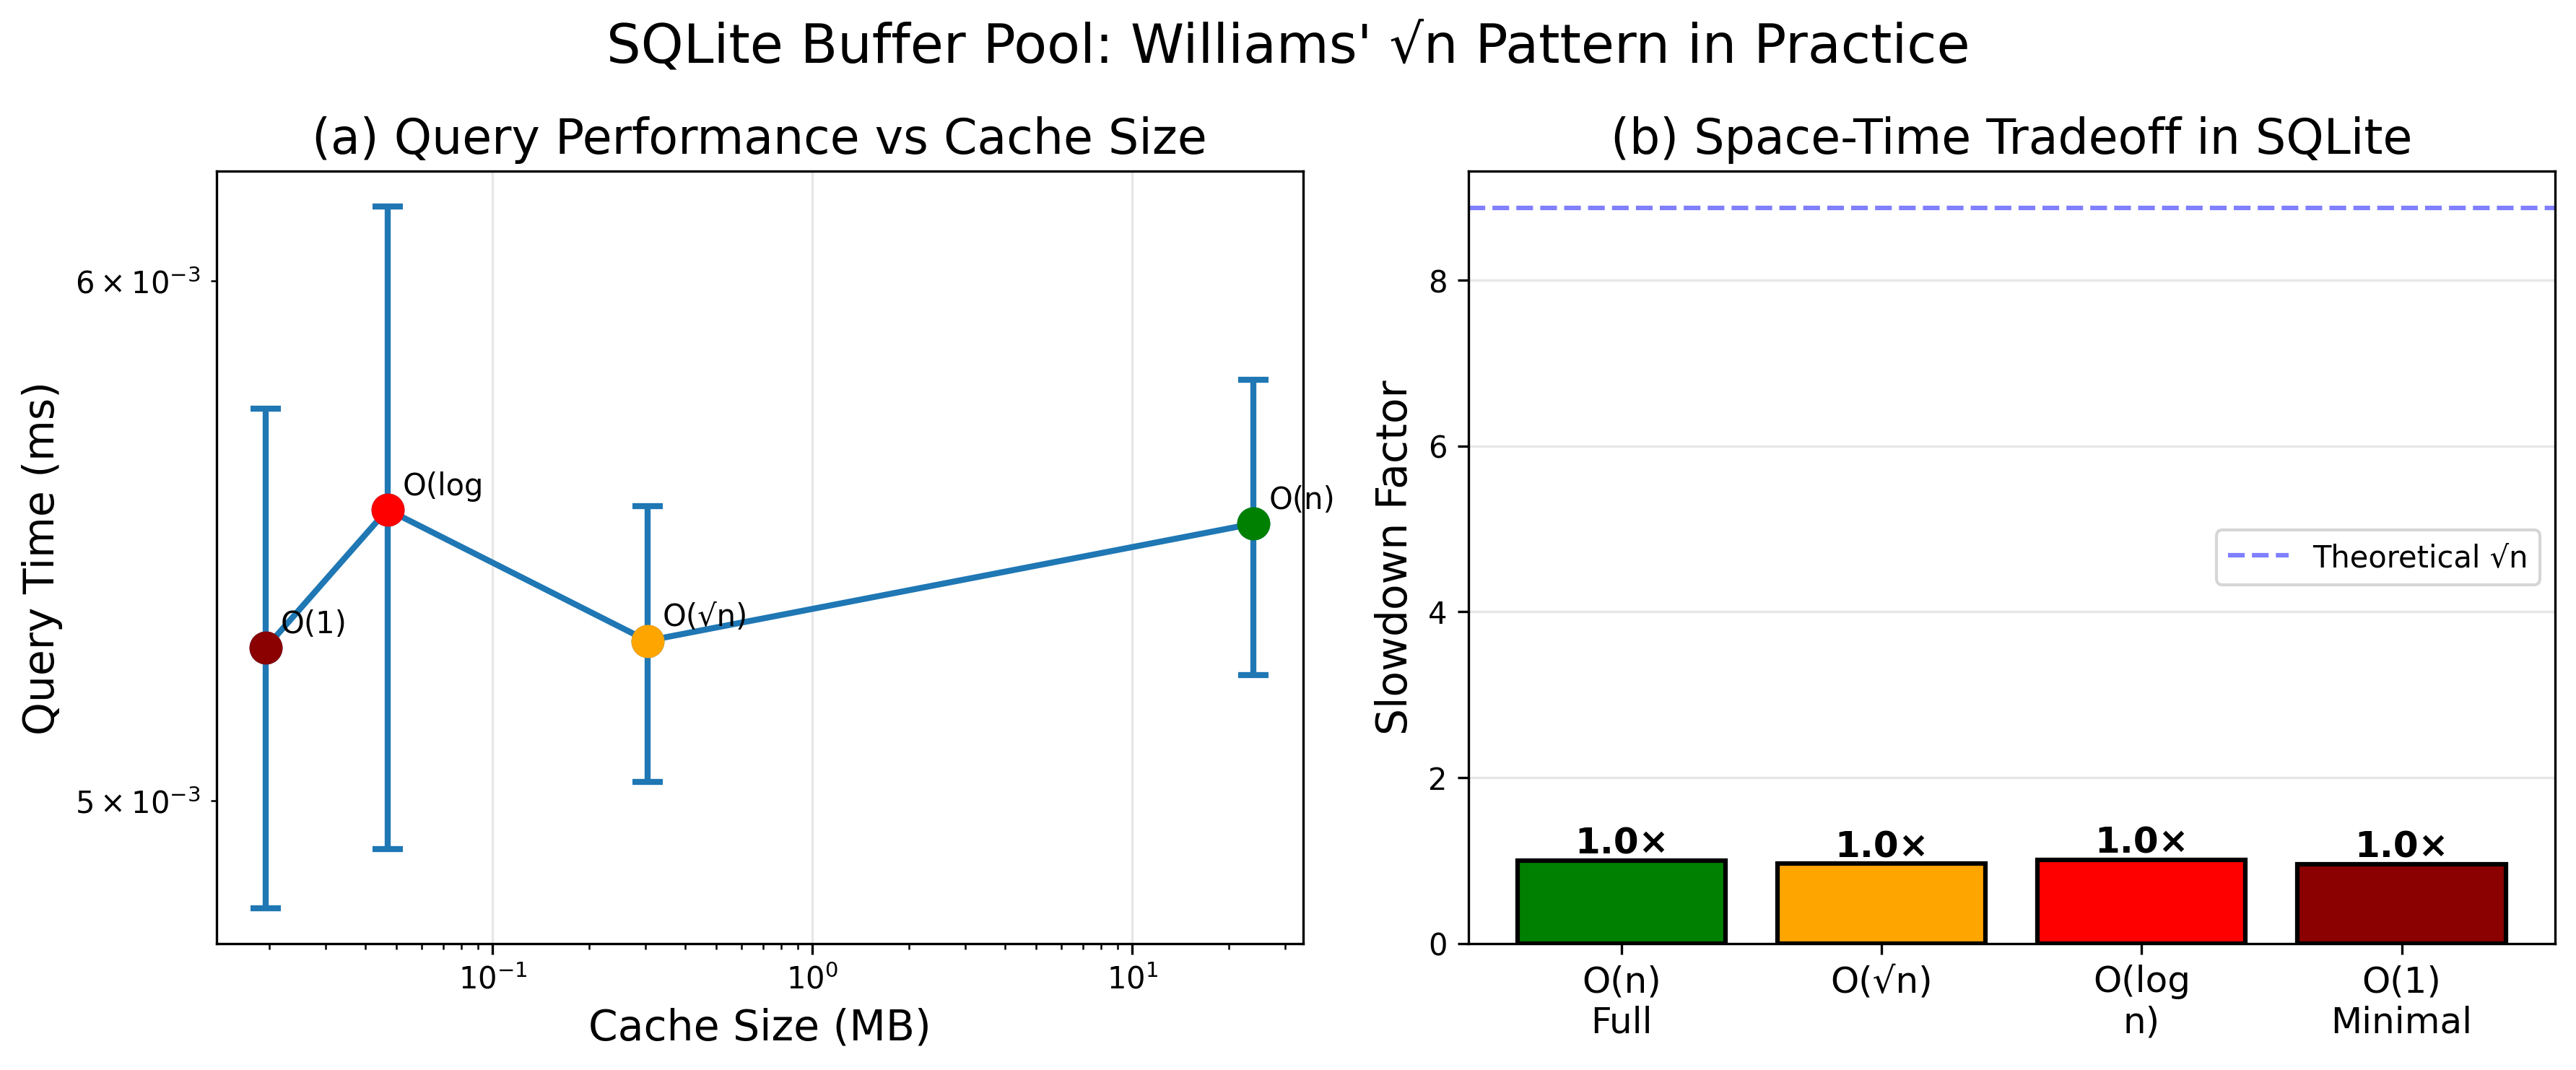 SQLite Buffer Pool: Williams' √n Pattern in Practice
(a) Query Performance vs Cache Size
Query Time (ms)
6 × 10⁻³
5 × 10⁻³
O(1)
O(log
O(√n)
O(n)
10⁻¹
10⁰
10¹
Cache Size (MB)
(b) Space-Time Tradeoff in SQLite
Slowdown Factor
8
6
4
2
0
Theoretical √n
1.0×
1.0×
1.0×
1.0×
O(n)
Full
O(√n)
O(log
n)
O(1)
Minimal